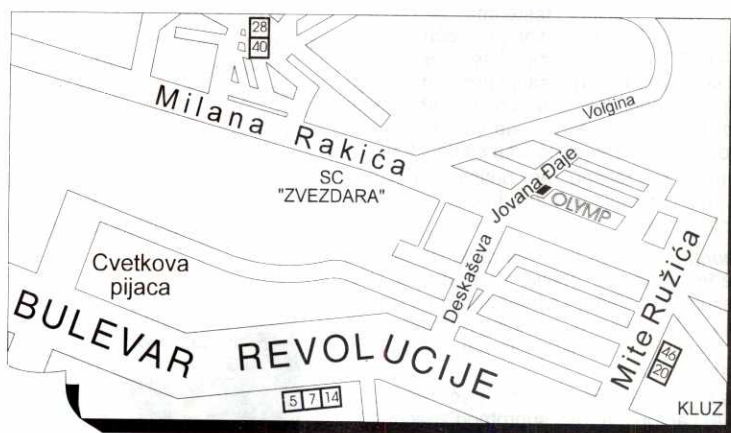 28
40
Milana Rakića
Volgina
SC
"ZVEZDARA"
Jovana Đaje
OLYMP
Deskaševa
Cvetkova
pijaca
Mite Ružića
BULEVAR REVOLUCIJE
46
20
5 7 14
KLUZ